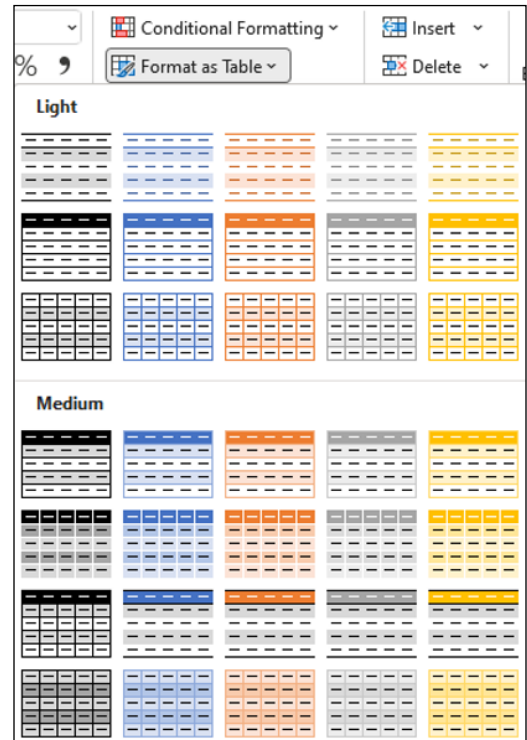 Conditional Formatting Insert
% , Format as Table Delete
Light
Medium